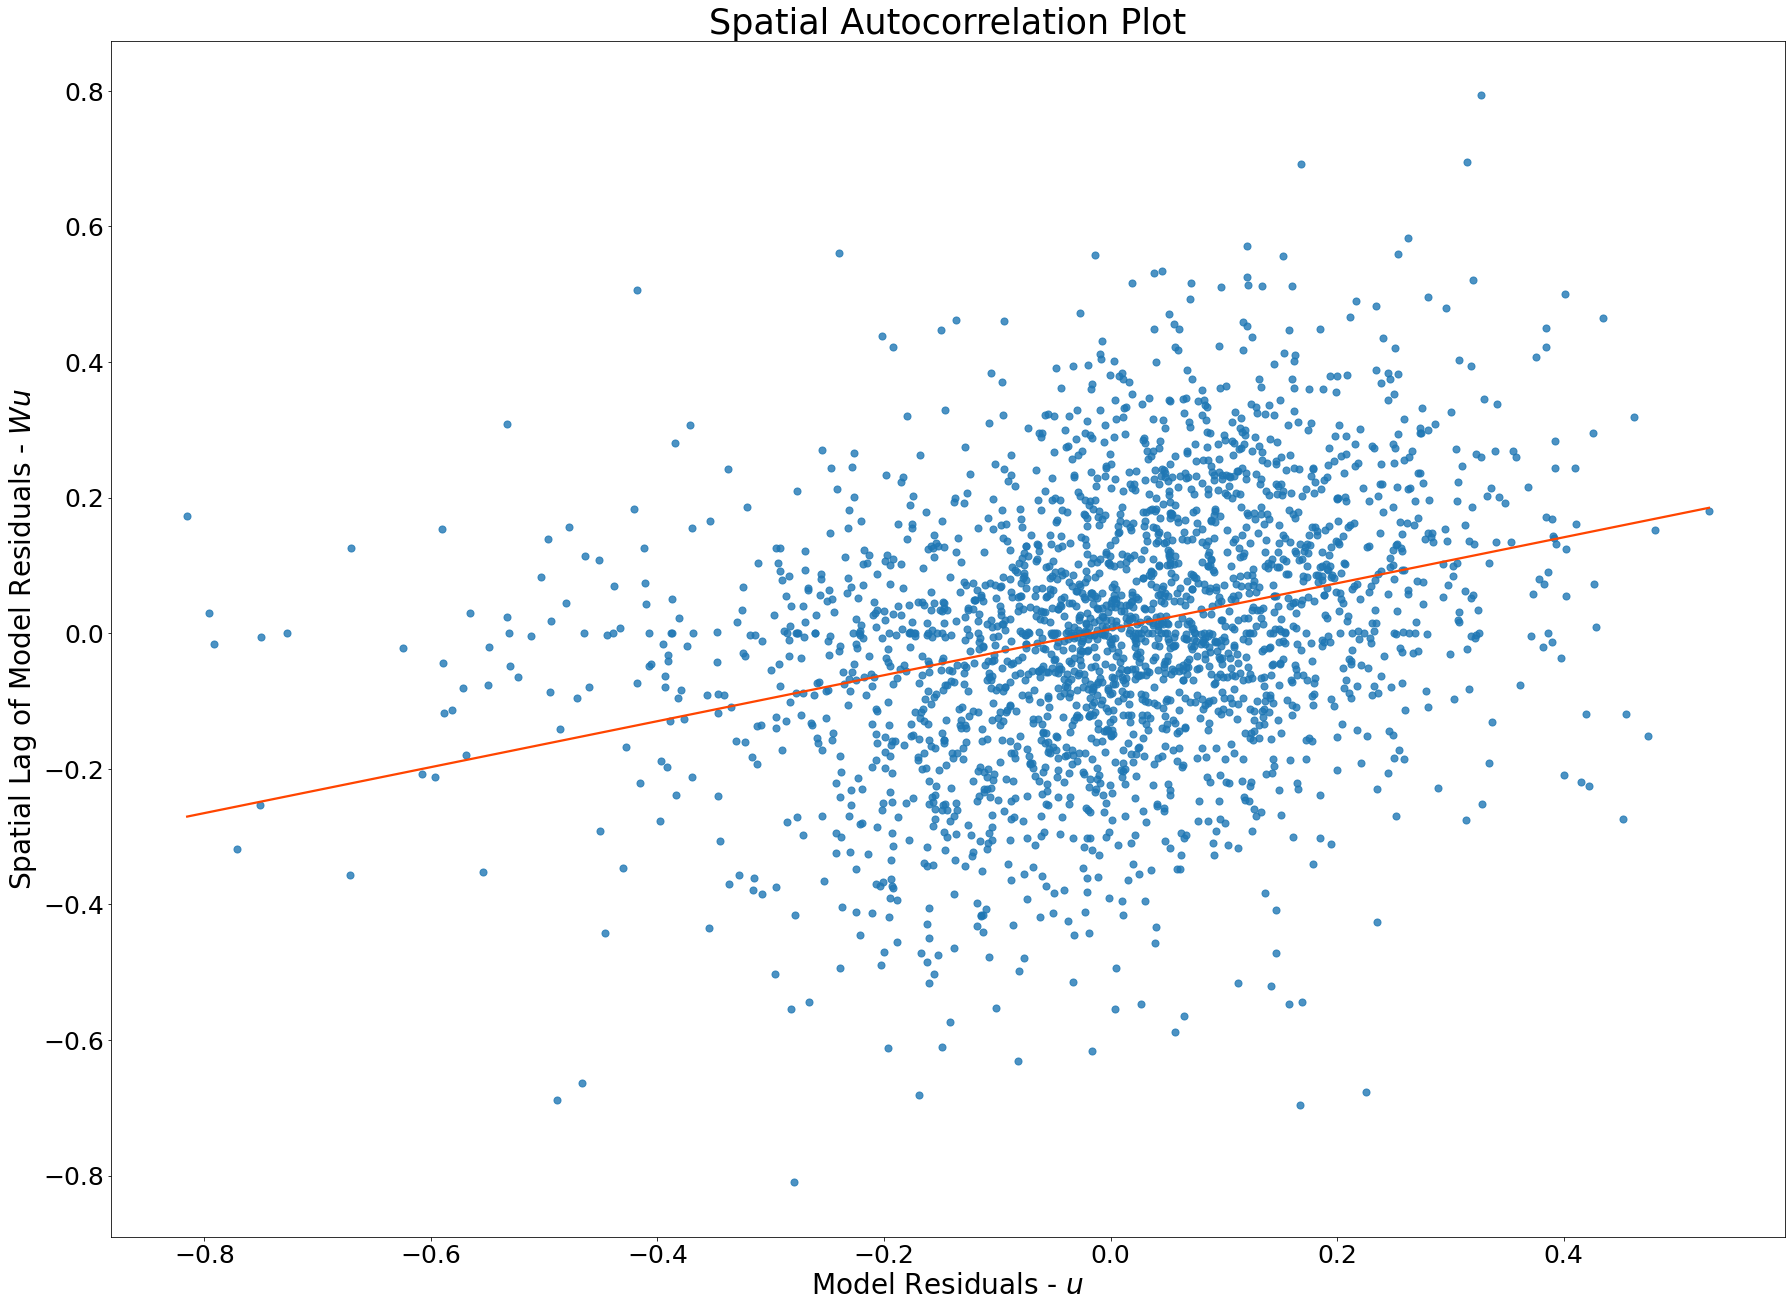 Spatial Autocorrelation Plot
Spatial Lag of Model Residuals - Wu
0.8
0.6
0.4
0.2
0.0
−0.2
−0.4
−0.6
−0.8
−0.8 −0.6 −0.4 −0.2 0.0 0.2 0.4
Model Residuals - u